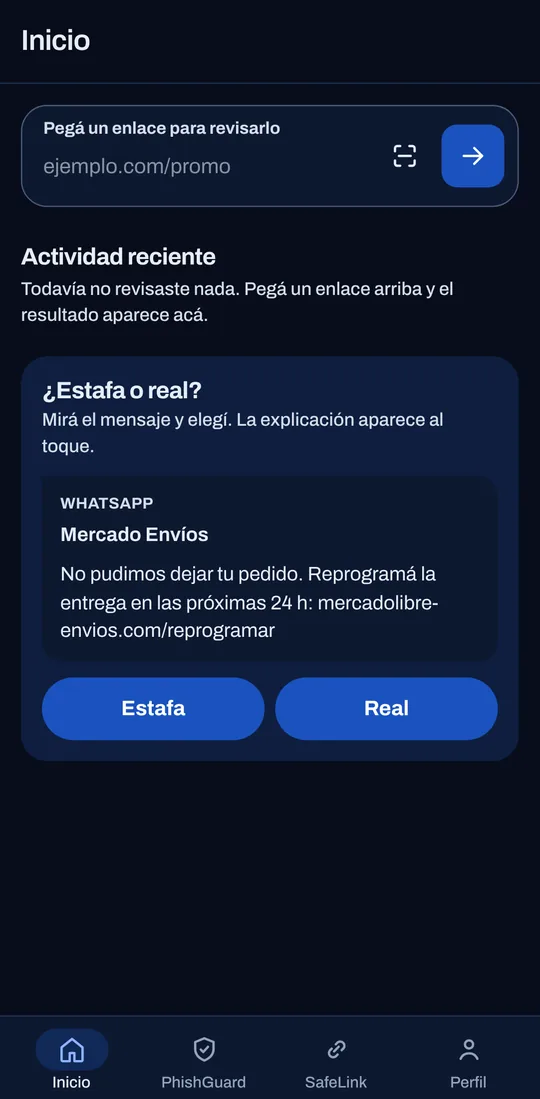 Inicio
Pegá un enlace para revisarlo
ejemplo.com/promo
Actividad reciente
Todavía no revisaste nada. Pegá un enlace arriba y el
resultado aparece acá.
¿Estafa o real?
Mirá el mensaje y elegí. La explicación aparece al
toque.
WHATSAPP
Mercado Envíos
No pudimos dejar tu pedido. Reprogramá la
entrega en las próximas 24 h: mercadolibre-
envios.com/reprogramar
Estafa
Real
Inicio
PhishGuard
SafeLink
Perfil